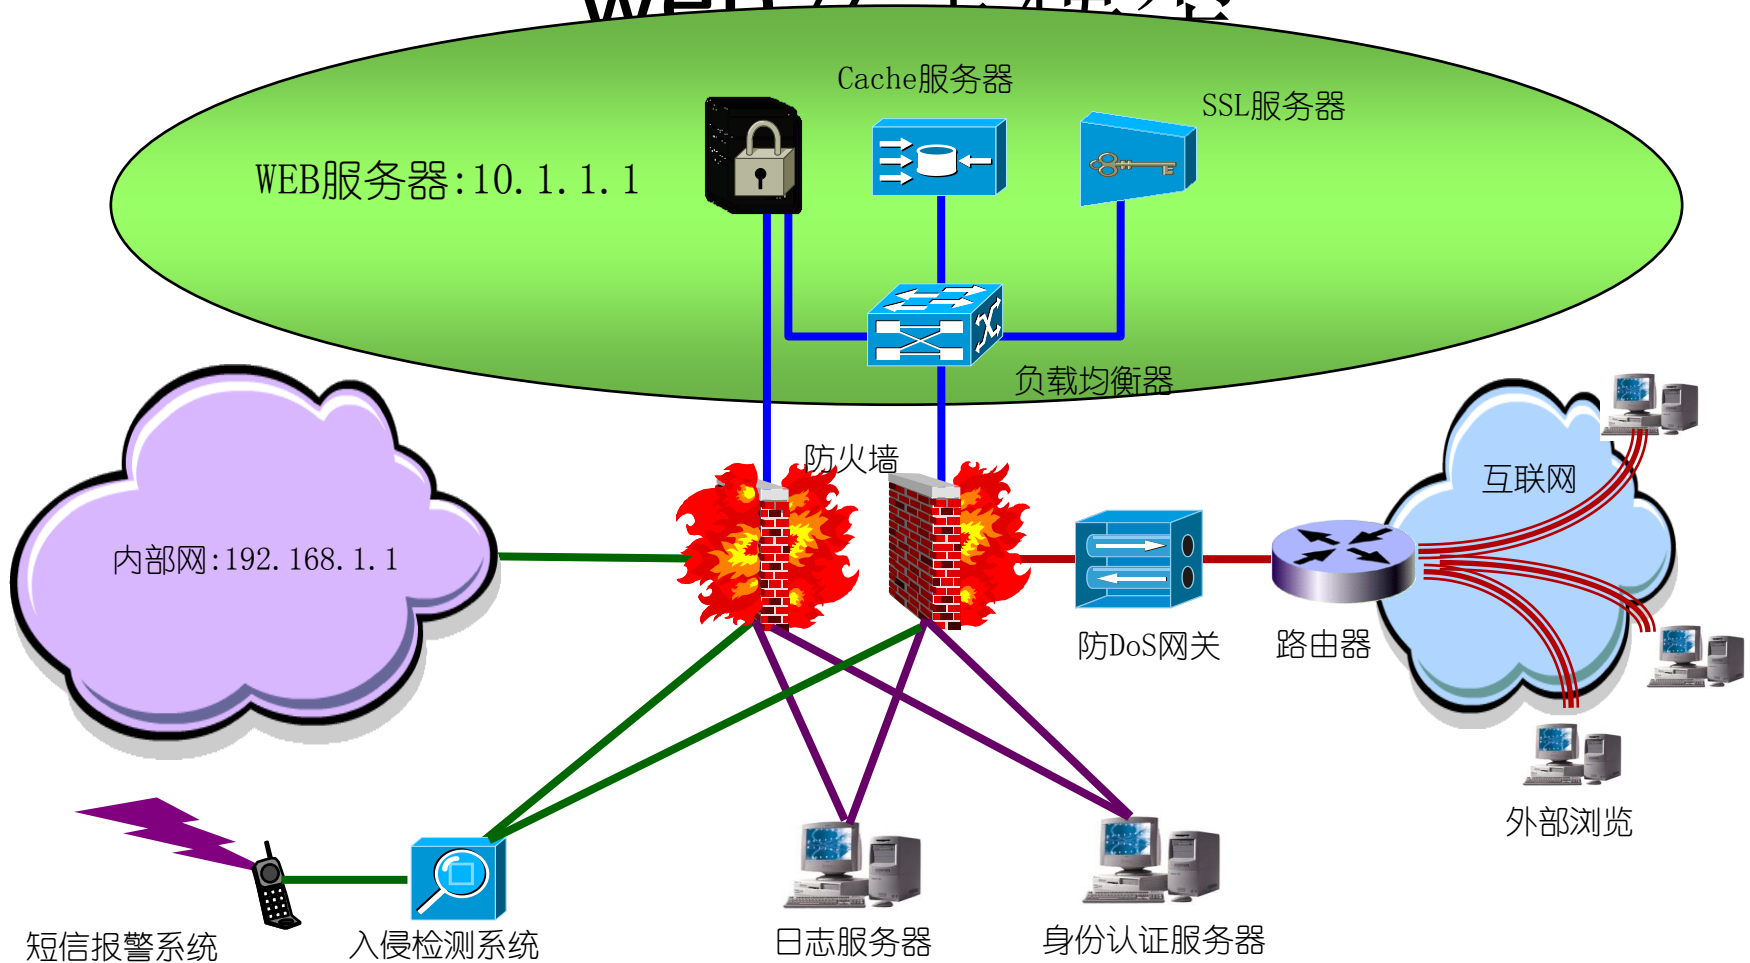 Cache服务器
SSL服务器
WEB服务器:10.1.1.1
负载均衡器
防火墙
互联网
内部网:192.168.1.1
防DoS网关
路由器
外部浏览
短信报警系统
入侵检测系统
日志服务器
身份认证服务器